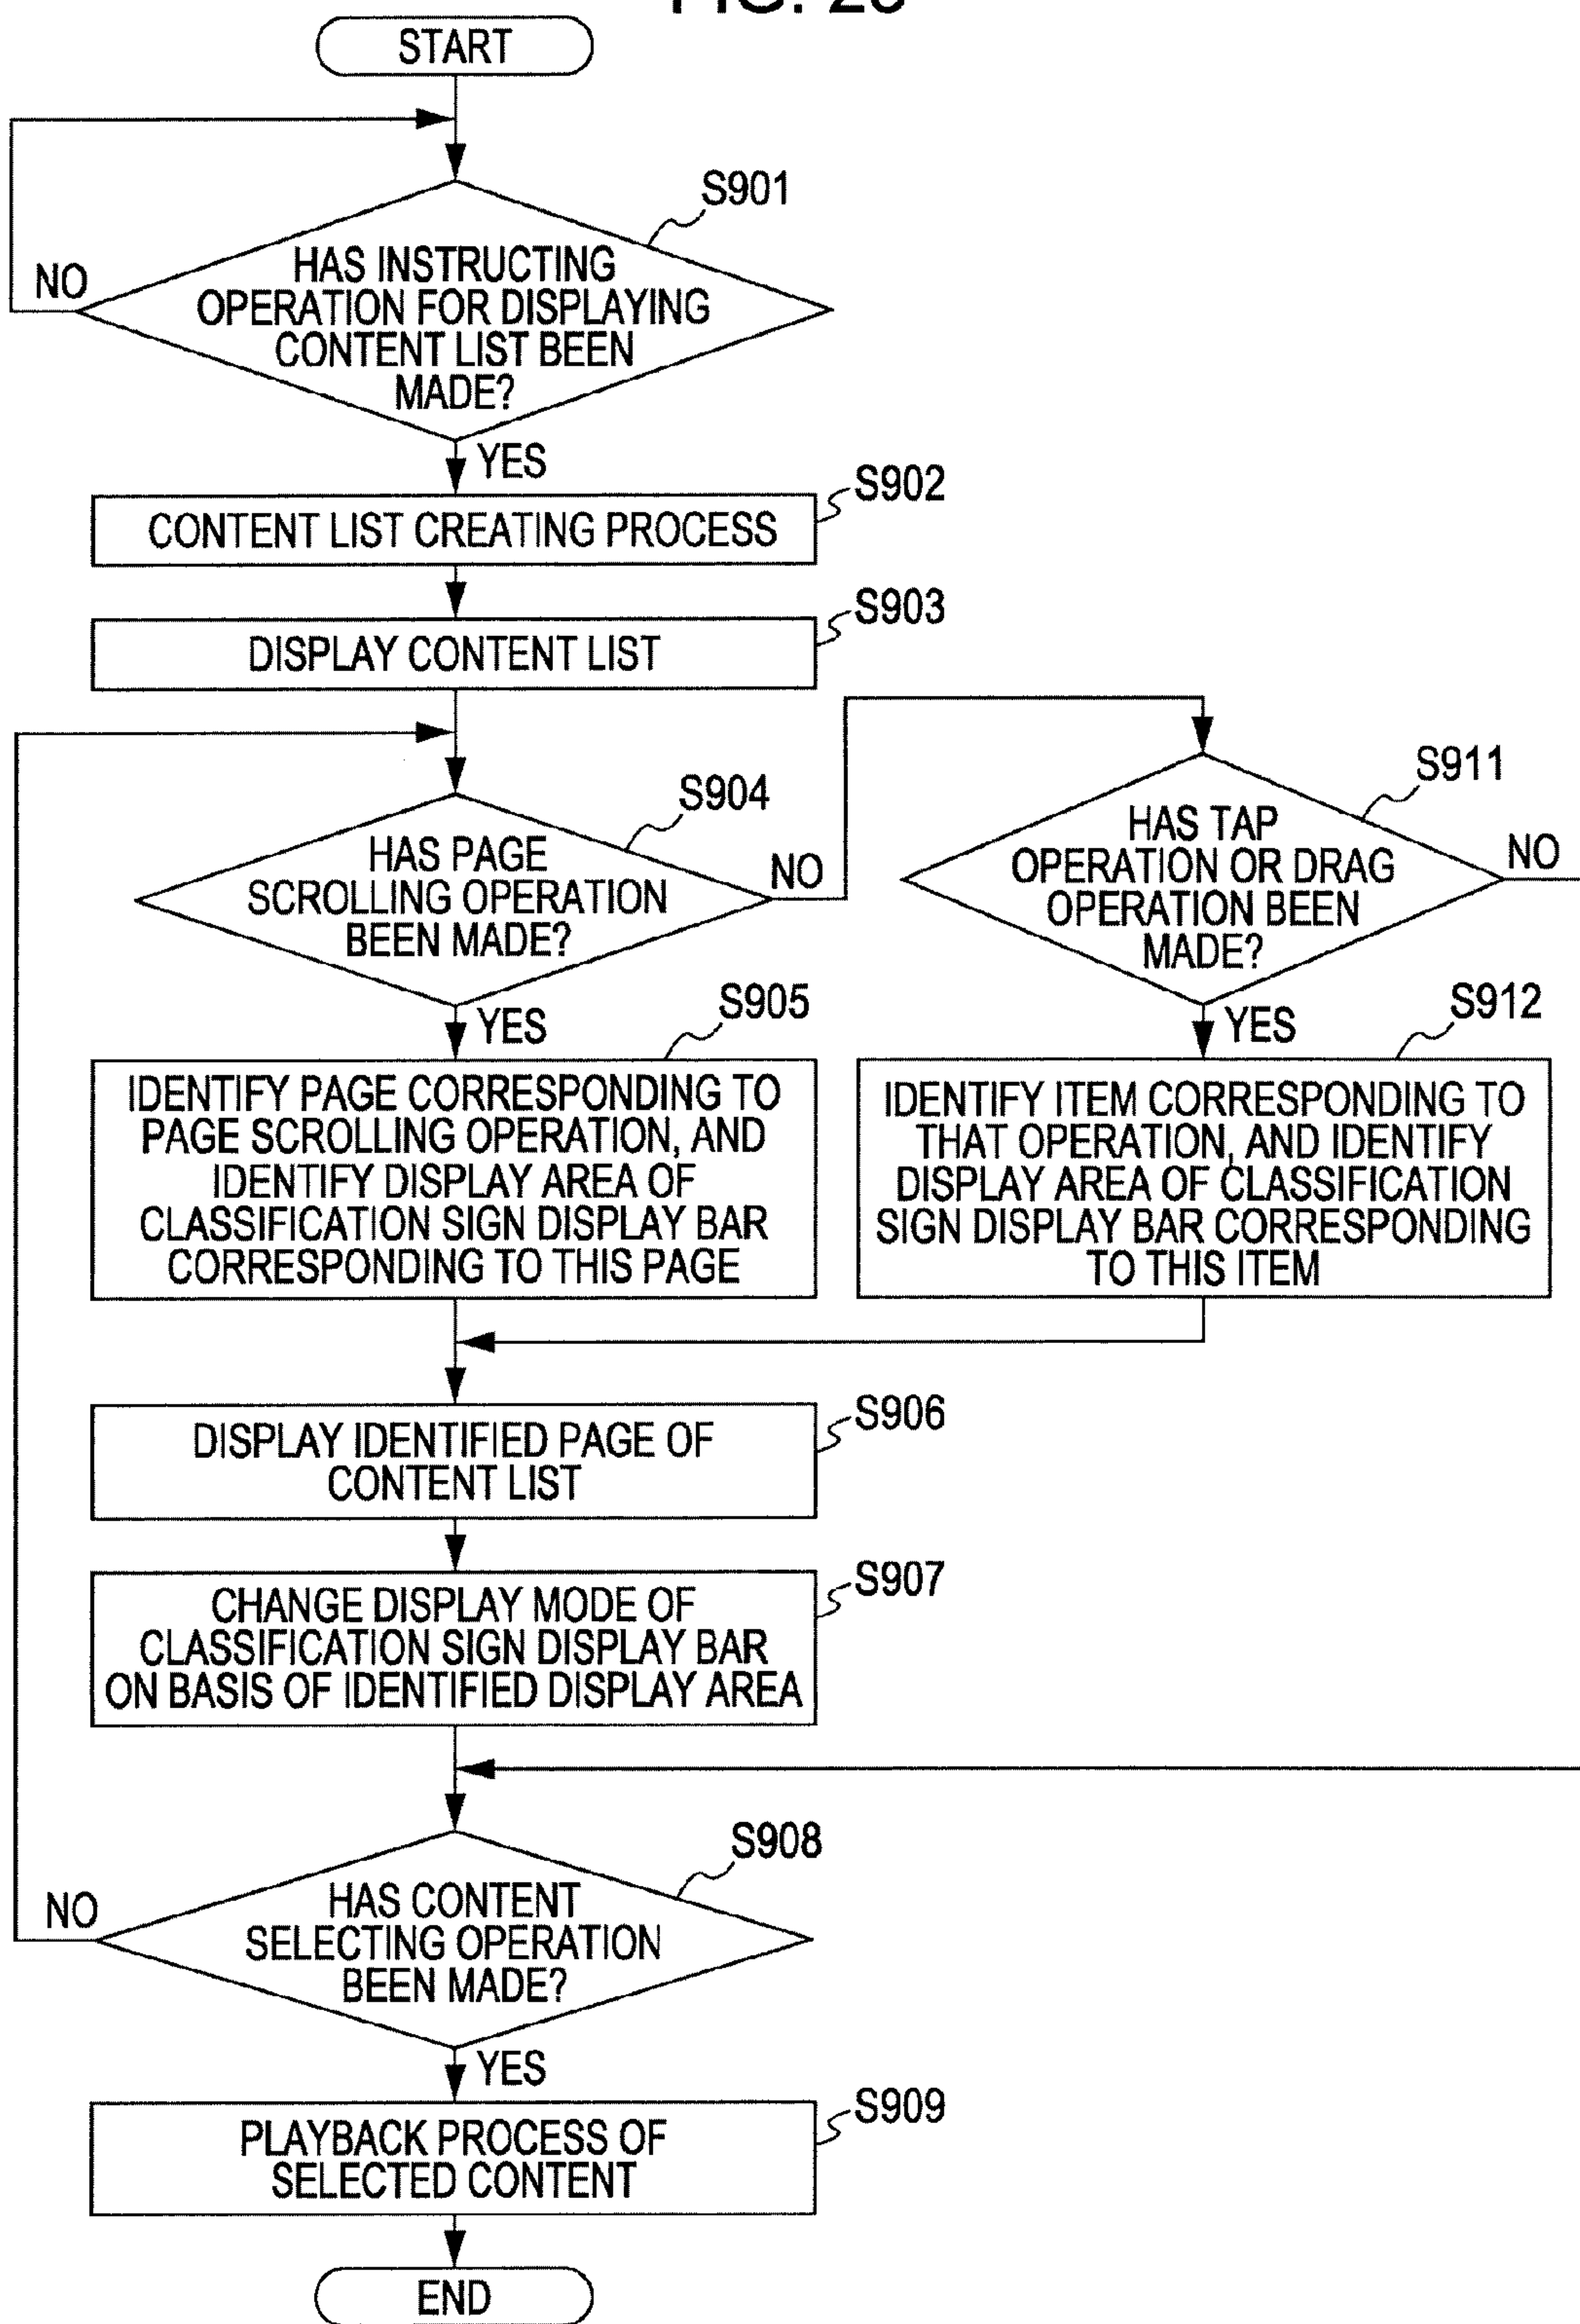 FIG.
START
S901
HAS INSTRUCTING
OPERATION FOR DISPLAYING
CONTENT LIST BEEN
MADE?
NO
YES
S902
CONTENT LIST CREATING PROCESS
S903
DISPLAY CONTENT LIST
S904
HAS PAGE
SCROLLING OPERATION
BEEN MADE?
NO
YES
S911
HAS TAP
OPERATION OR DRAG
OPERATION BEEN
MADE?
NO
YES
S905
IDENTIFY PAGE CORRESPONDING TO
PAGE SCROLLING OPERATION, AND
IDENTIFY DISPLAY AREA OF
CLASSIFICATION SIGN DISPLAY BAR
CORRESPONDING TO THIS PAGE
S912
IDENTIFY ITEM CORRESPONDING TO
THAT OPERATION, AND IDENTIFY
DISPLAY AREA OF CLASSIFICATION
SIGN DISPLAY BAR CORRESPONDING
TO THIS ITEM
S906
DISPLAY IDENTIFIED PAGE OF
CONTENT LIST
S907
CHANGE DISPLAY MODE OF
CLASSIFICATION SIGN DISPLAY BAR
ON BASIS OF IDENTIFIED DISPLAY AREA
S908
HAS CONTENT
SELECTING OPERATION
BEEN MADE?
NO
YES
S909
PLAYBACK PROCESS OF
SELECTED CONTENT
END